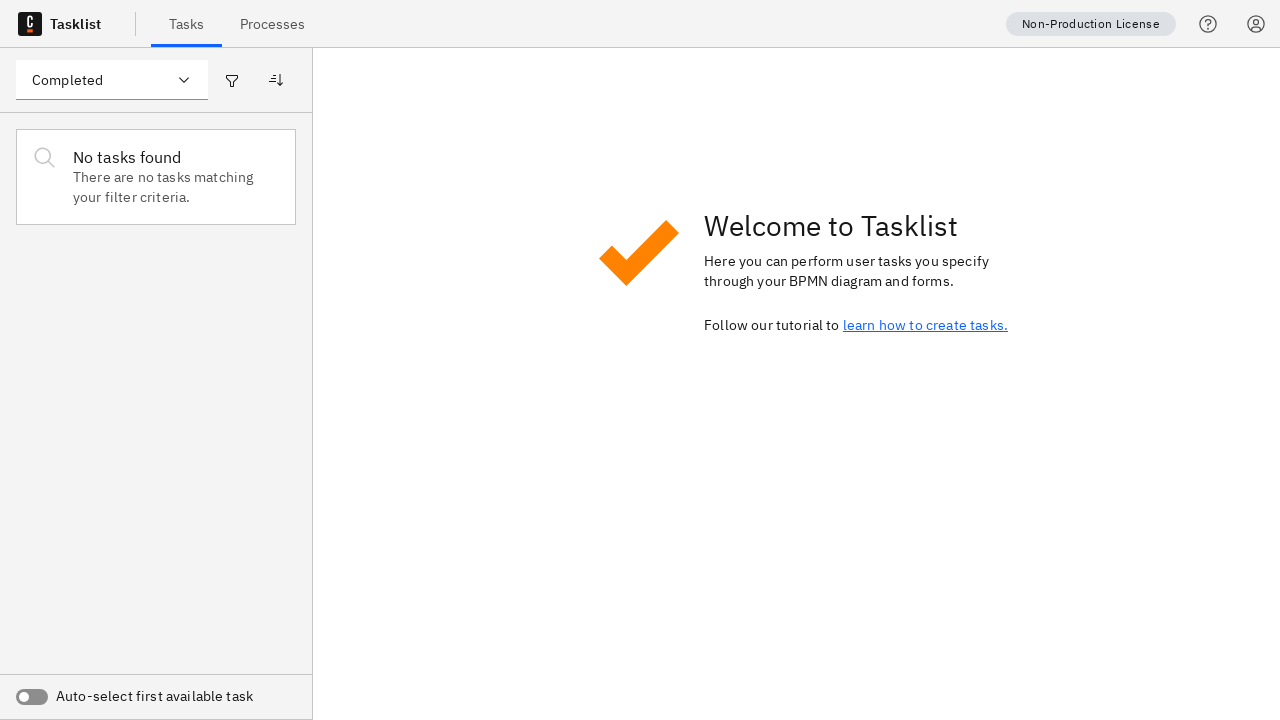 C Tasklist
Tasks
Processes
Non-Production License
Completed
No tasks found
There are no tasks matching
your filter criteria.
Welcome to Tasklist
Here you can perform user tasks you specify
through your BPMN diagram and forms.
Follow our tutorial to learn how to create tasks.
Auto-select first available task